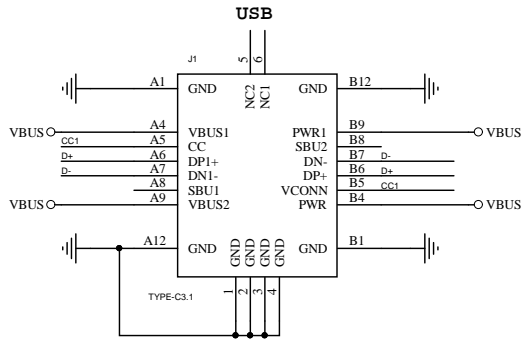 USB
J1
5 6
NC2 NC1
A1 GND GND B12
VBUS A4 VBUS1 PWR1 B9 VBUS
CC1 A5 CC SBU2 B8
D+ A6 DP1+ DN- B7 D-
D- A7 DN1- DP+ B6 D+
A8 SBU1 VCONN B5 CC1
VBUS A9 VBUS2 PWR B4 VBUS
A12 GND GND B1
GND GND GND GND
1 2 3 4
TYPE-C3.1